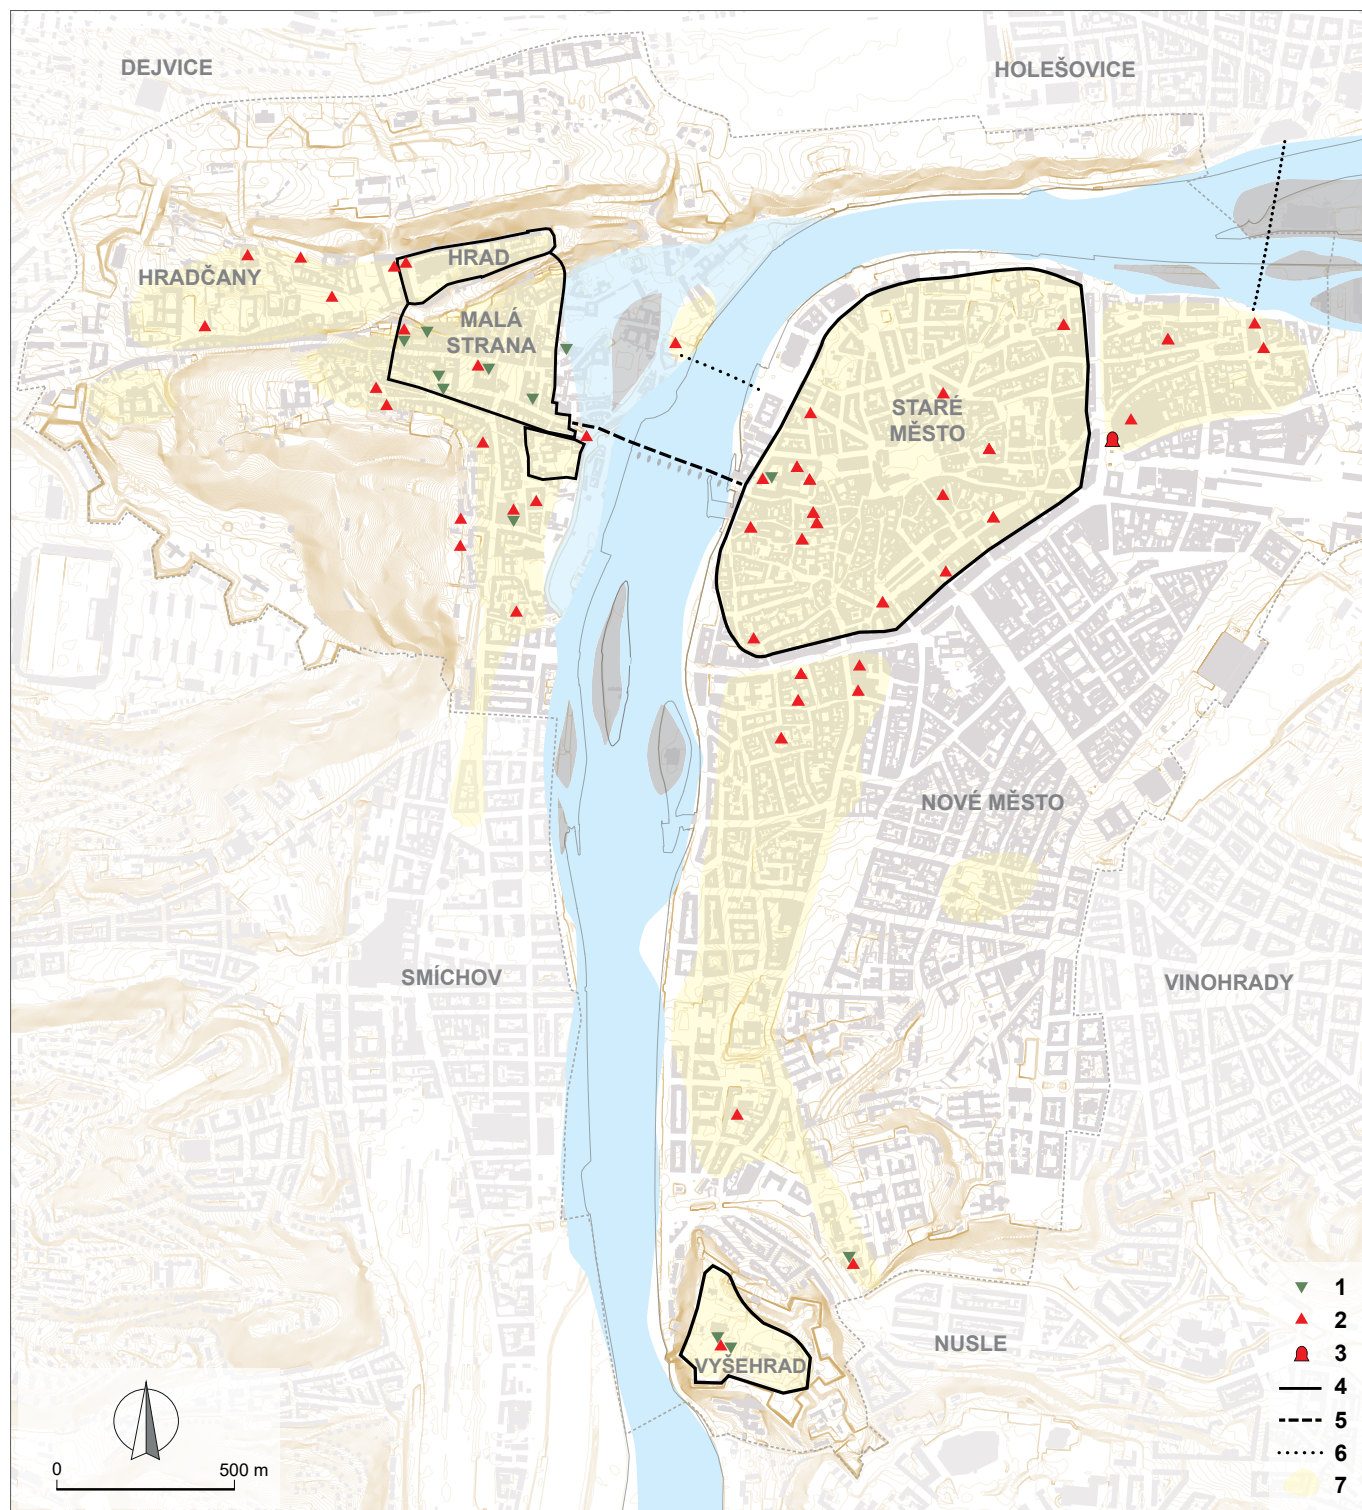 DEJVICE
HOLEŠOVICE
HRADČANY
HRAD
MALÁ
STRANA
STARÉ
MĚSTO
NOVÉ MĚSTO
SMÍCHOV
VINOHRADY
NUSLE
VYŠEHRAD
1
2
3
4
5
6
7
0
500 m